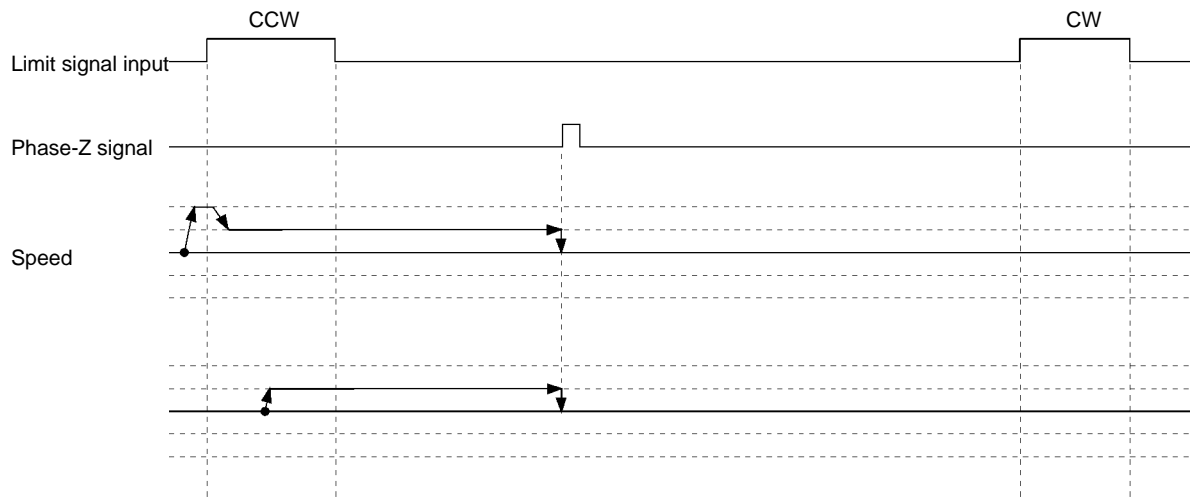 CCW
CW
Limit signal input
Phase-Z signal
Speed